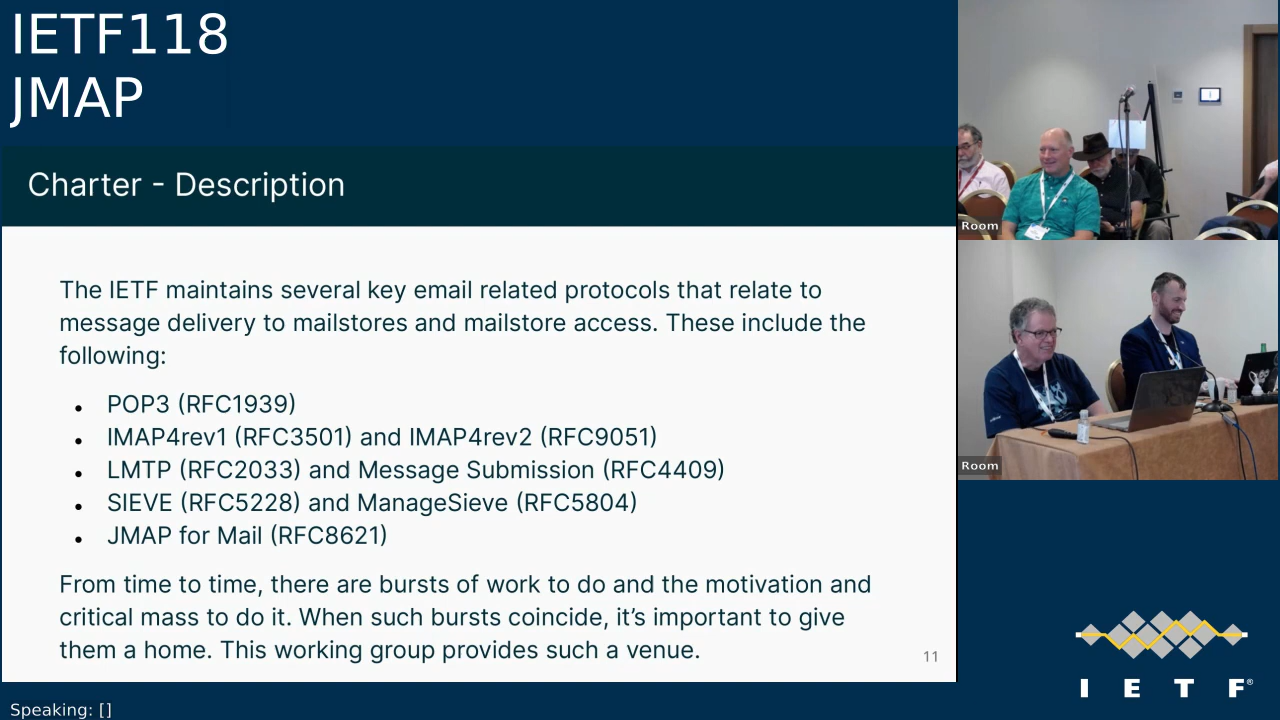 IETF118
JMAP
Charter - Description
The IETF maintains several key email related protocols that relate to
message delivery to mailstores and mailstore access. These include the
following:
• POP3 (RFC1939)
• IMAP4rev1 (RFC3501) and IMAP4rev2 (RFC9051)
• LMTP (RFC2033) and Message Submission (RFC4409)
• SIEVE (RFC5228) and ManageSieve (RFC5804)
• JMAP for Mail (RFC8621)
From time to time, there are bursts of work to do and the motivation and
critical mass to do it. When such bursts coincide, it’s important to give
them a home. This working group provides such a venue.
11
Room
Room
I E T F®
Speaking: []